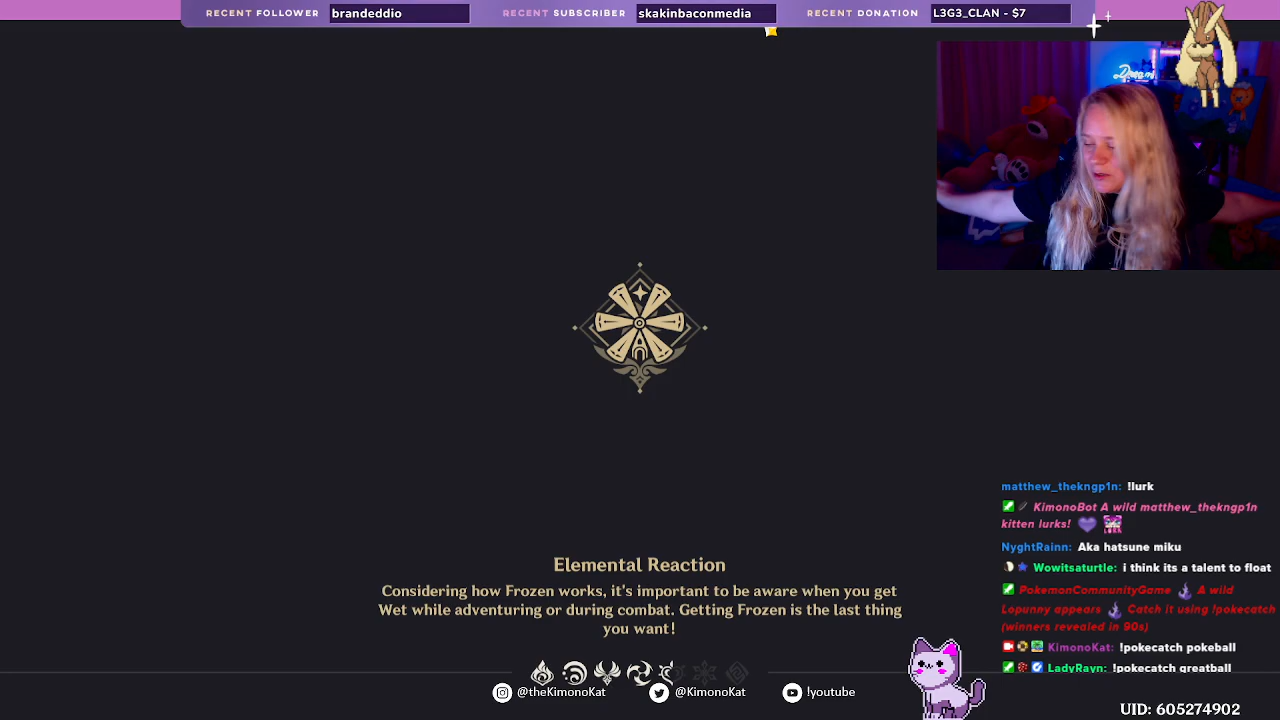 RECENT FOLLOWER brandeddio RECENT SUBSCRIBER skakinbaconmedia RECENT DONATION L3G3_CLAN - $7
Dream
matthew_thekngp1n: !lurk
KimonoBot A wild matthew_thekngp1n
kitten lurks!
NyghtRainn: Aka hatsune miku
Wowitsaturtle: i think its a talent to float
PokemonCommunityGame A wild
Lopunny appears Catch it using !pokecatch
(winners revealed in 90s)
KimonoKat: !pokecatch pokeball
LadyRayn: !pokecatch greatball
Elemental Reaction
Considering how Frozen works, it's important to be aware when you get
Wet while adventuring or during combat. Getting Frozen is the last thing
you want!
@theKimonoKat @KimonoKat !youtube
UID: 605274902